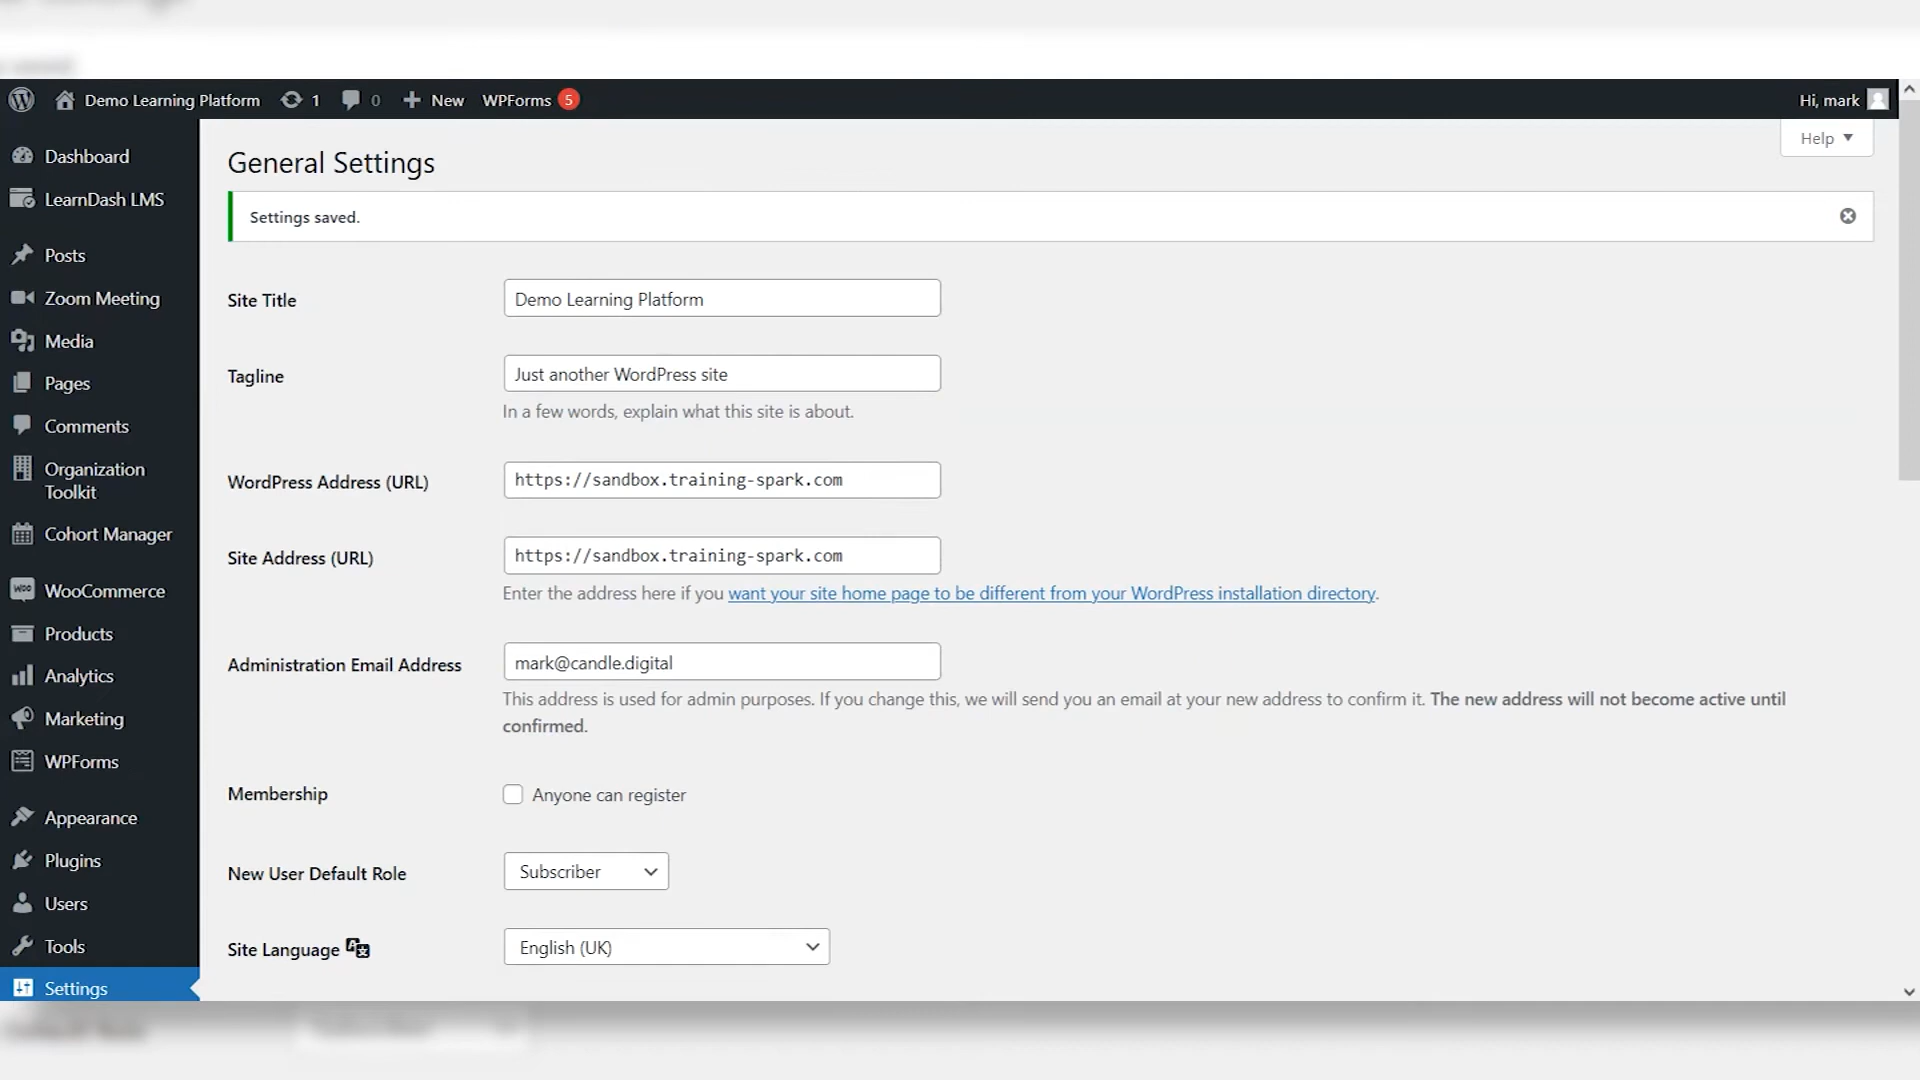 Demo Learning Platform 1 0 New WPForms 5 Hi, mark
Help
Dashboard
LearnDash LMS
Posts
Zoom Meeting
Media
Pages
Comments
Organization
Toolkit
Cohort Manager
WooCommerce
Products
Analytics
Marketing
WPForms
Appearance
Plugins
Users
Tools
Settings
General Settings
Settings saved.
Site Title
Demo Learning Platform
Tagline
Just another WordPress site
In a few words, explain what this site is about.
WordPress Address (URL)
https://sandbox.training-spark.com
Site Address (URL)
https://sandbox.training-spark.com
Enter the address here if you want your site home page to be different from your WordPress installation directory.
Administration Email Address
mark@candle.digital
This address is used for admin purposes. If you change this, we will send you an email at your new address to confirm it. The new address will not become active until
confirmed.
Membership
Anyone can register
New User Default Role
Subscriber
Site Language
English (UK)